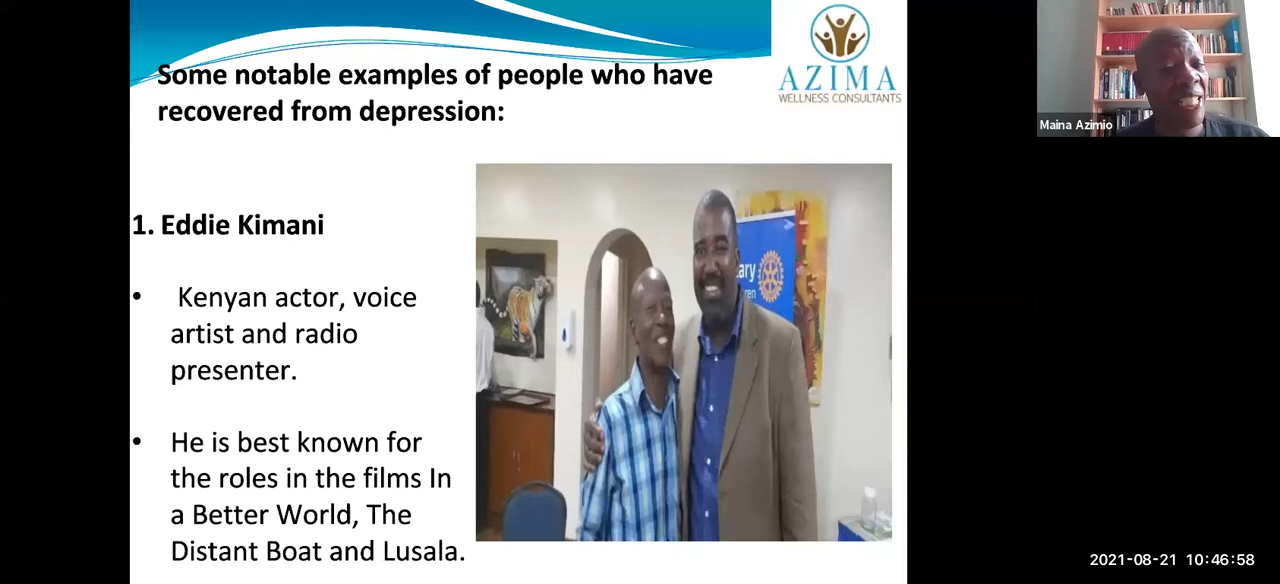 Some notable examples of people who have
recovered from depression:
AZIMA
WELLNESS CONSULTANTS
Maina Azimio
1. Eddie Kimani
• Kenyan actor, voice
artist and radio
presenter.
• He is best known for
the roles in the films In
a Better World, The
Distant Boat and Lusala.
ary
ren
2021-08-21 10:46:58